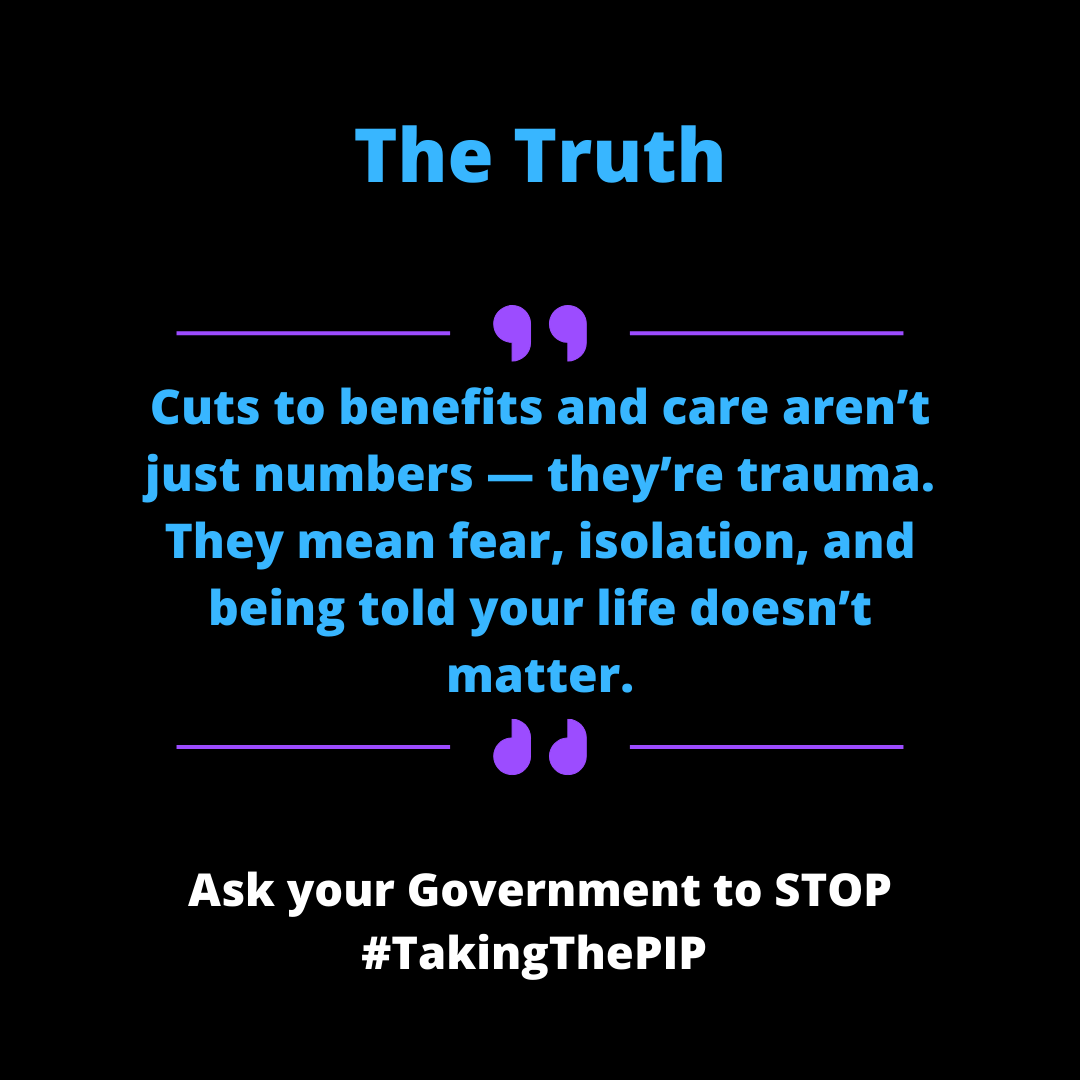 The Truth
Cuts to benefits and care aren’t
just numbers — they’re trauma.
They mean fear, isolation, and
being told your life doesn’t
matter.
Ask your Government to STOP
#TakingThePIP